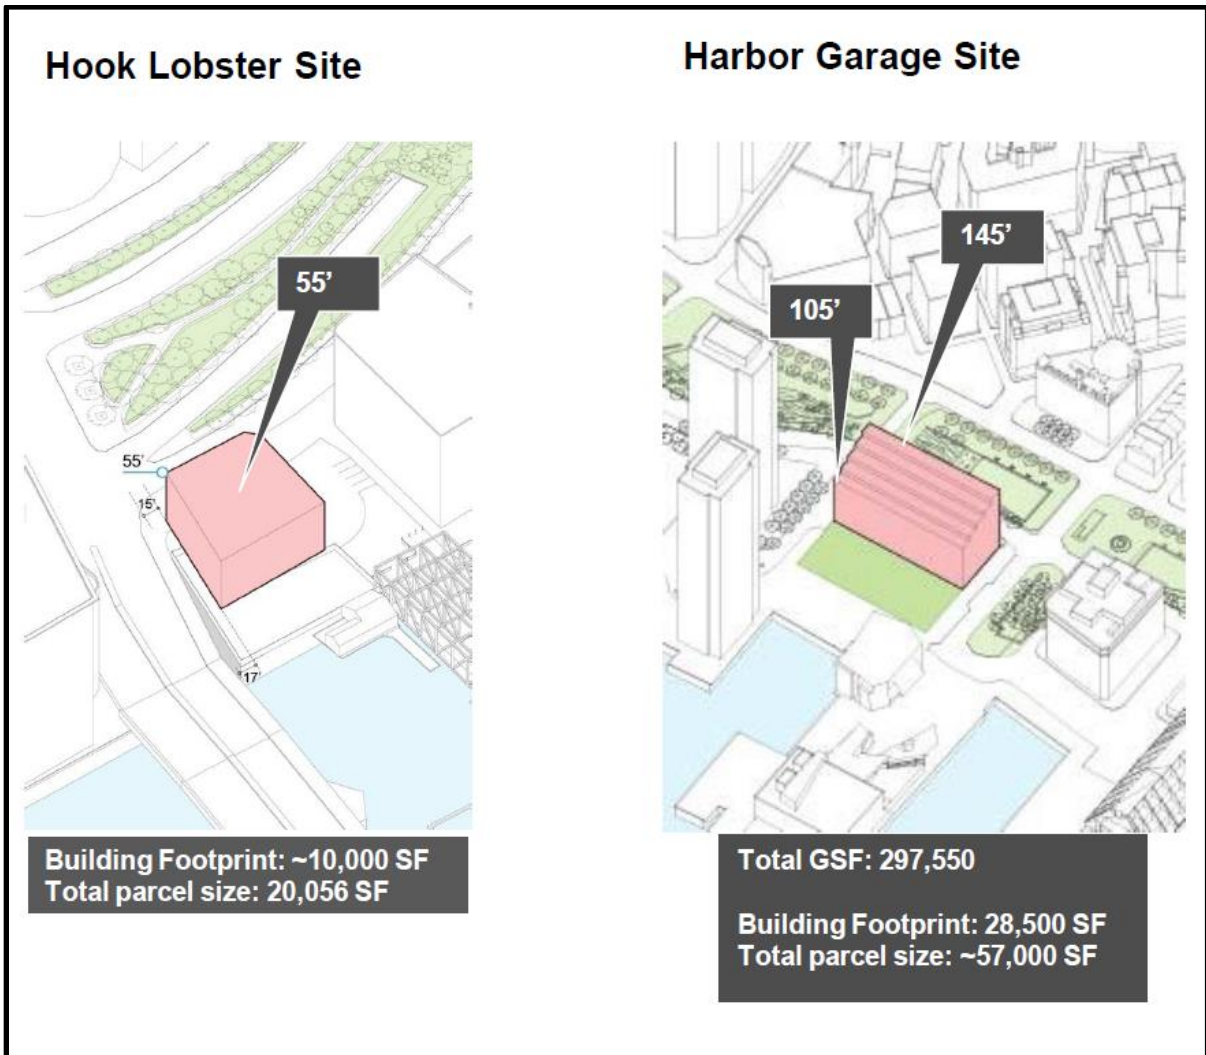 Hook Lobster Site
55’
55'
15'
17'
Building Footprint: ~10,000 SF
Total parcel size: 20,056 SF
Harbor Garage Site
145’
105’
Total GSF: 297,550
Building Footprint: 28,500 SF
Total parcel size: ~57,000 SF